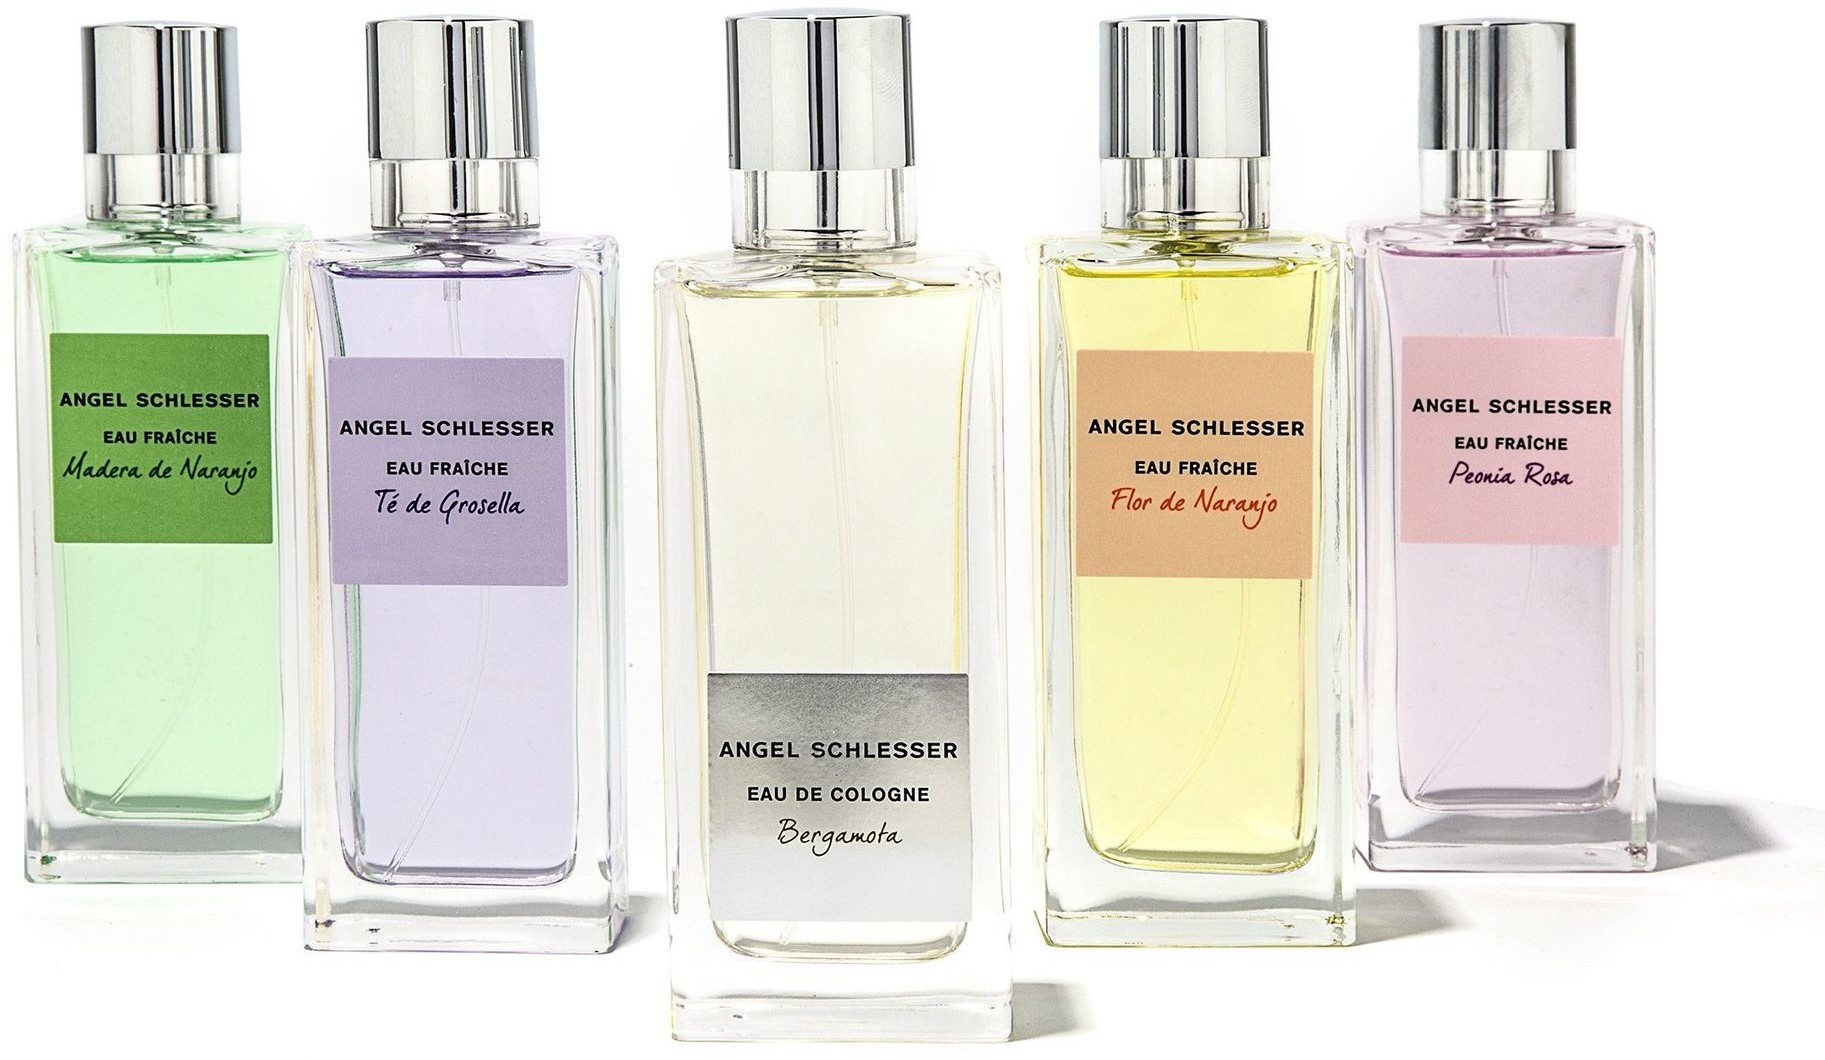 ANGEL SCHLESSER
EAU FRAÎCHE
Madera de Naranjo
ANGEL SCHLESSER
EAU FRAÎCHE
Té de Grosella
ANGEL SCHLESSER
EAU DE COLOGNE
Bergamota
ANGEL SCHLESSER
EAU FRAÎCHE
Flor de Naranjo
ANGEL SCHLESSER
EAU FRAÎCHE
Peonia Rosa